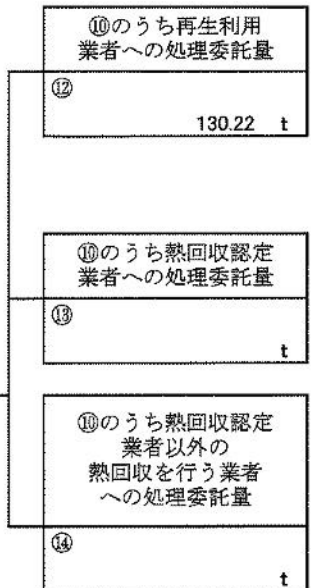 ⑩のうち再生利用
業者への処理委託量
⑫
130.22 t
⑩のうち熱回収認定
業者への処理委託量
⑬
t
⑩のうち熱回収認定
業者以外の
熱回収を行う業者
への処理委託量
⑭
t